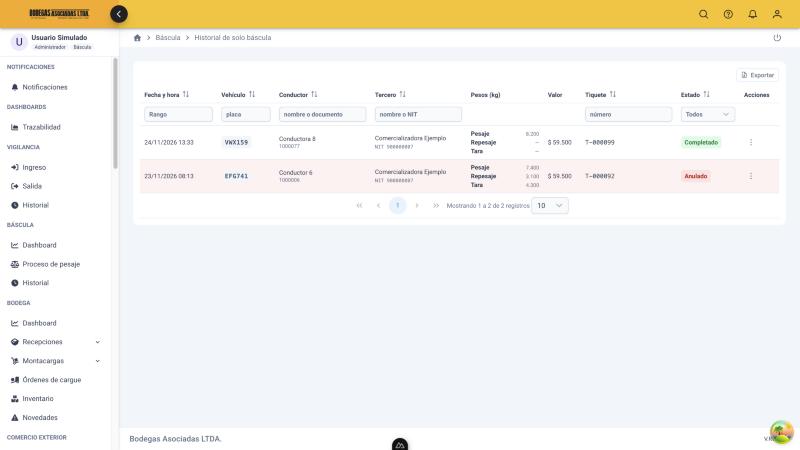 BODEGAS ASOCIADAS LTDA.
U
Usuario Simulado
Administrador Báscula
Báscula
Historial de solo báscula
NOTIFICACIONES
Notificaciones
DASHBOARDS
Trazabilidad
VIGILANCIA
Ingreso
Salida
Historial
BÁSCULA
Dashboard
Proceso de pesaje
Historial
BODEGA
Dashboard
Recepciones
Montacargas
Órdenes de cargue
Inventario
Novedades
COMERCIO EXTERIOR
Exportar
Fecha y hora Vehículo Conductor Tercero Pesos (kg) Valor Tiquete Estado Acciones
Rango placa nombre o documento nombre o NIT número Todos
24/11/2026 13:33 VWX159 Conductora 8 1000077 Comercializadora Ejemplo NIT 900000007
Pesaje 8.200
Repesaje —
Tara —
$ 59.500 T-000099 Completado
23/11/2026 08:13 EFG741 Conductor 6 1000006 Comercializadora Ejemplo NIT 900000007
Pesaje 7.400
Repesaje 3.100
Tara 4.300
$ 59.500 T-000092 Anulado
1
Mostrando 1 a 2 de 2 registros 10
Bodegas Asociadas LTDA.